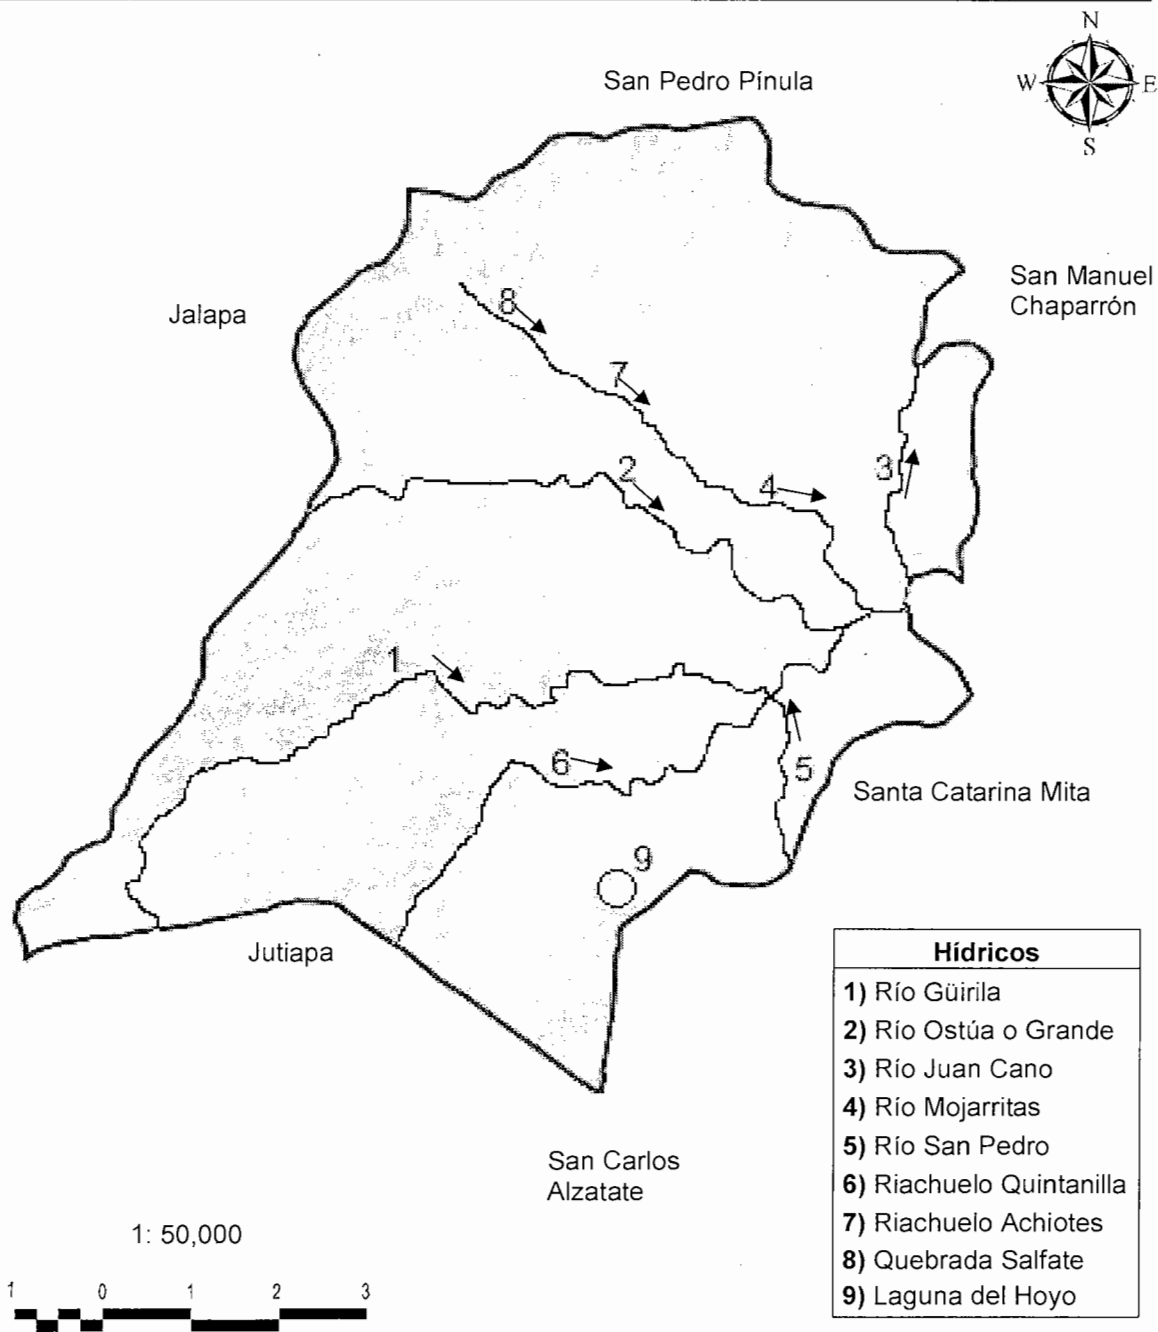 N
San Pedro Pínula
W
E
S
San Manuel
Chaparrón
Jalapa
8
7
2
4
3
1
6
5
Santa Catarina Mita
9
Jutiapa
Hídricos
1) Río Güirila
2) Río Ostúa o Grande
3) Río Juan Cano
4) Río Mojarritas
5) Río San Pedro
6) Riachuelo Quintanilla
7) Riachuelo Achiotes
8) Quebrada Salfate
9) Laguna del Hoyo
San Carlos
Alzatate
1: 50,000
1 0 1 2 3